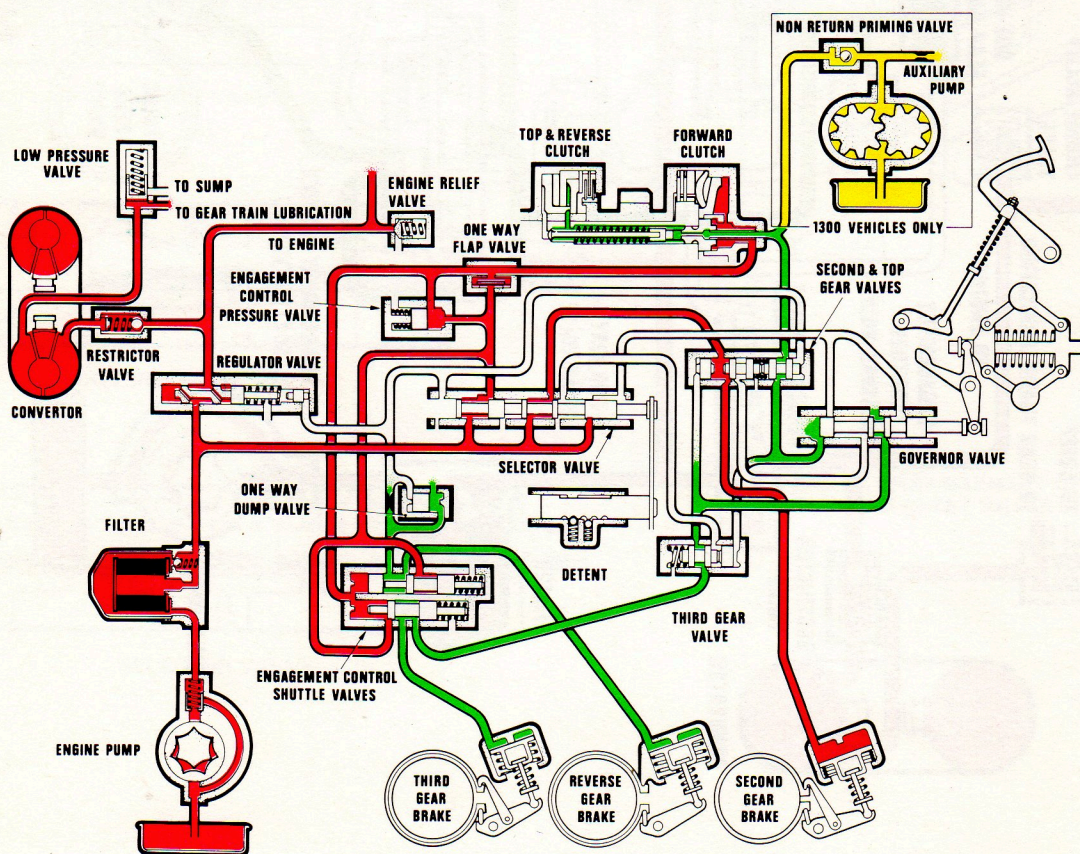 NON RETURN PRIMING VALVE
AUXILIARY
PUMP
1300 VEHICLES ONLY
TOP & REVERSE
CLUTCH
FORWARD
CLUTCH
LOW PRESSURE
VALVE
TO SUMP
TO GEAR TRAIN LUBRICATION
TO ENGINE
ENGINE RELIEF
VALVE
ONE WAY
FLAP VALVE
ENGAGEMENT
CONTROL
PRESSURE VALVE
SECOND & TOP
GEAR VALVES
RESTRICTOR
VALVE
REGULATOR VALVE
CONVERTOR
SELECTOR VALVE
GOVERNOR VALVE
ONE WAY
DUMP VALVE
FILTER
DETENT
THIRD GEAR
VALVE
ENGAGEMENT CONTROL
SHUTTLE VALVES
ENGINE PUMP
THIRD
GEAR
BRAKE
REVERSE
GEAR
BRAKE
SECOND
GEAR
BRAKE